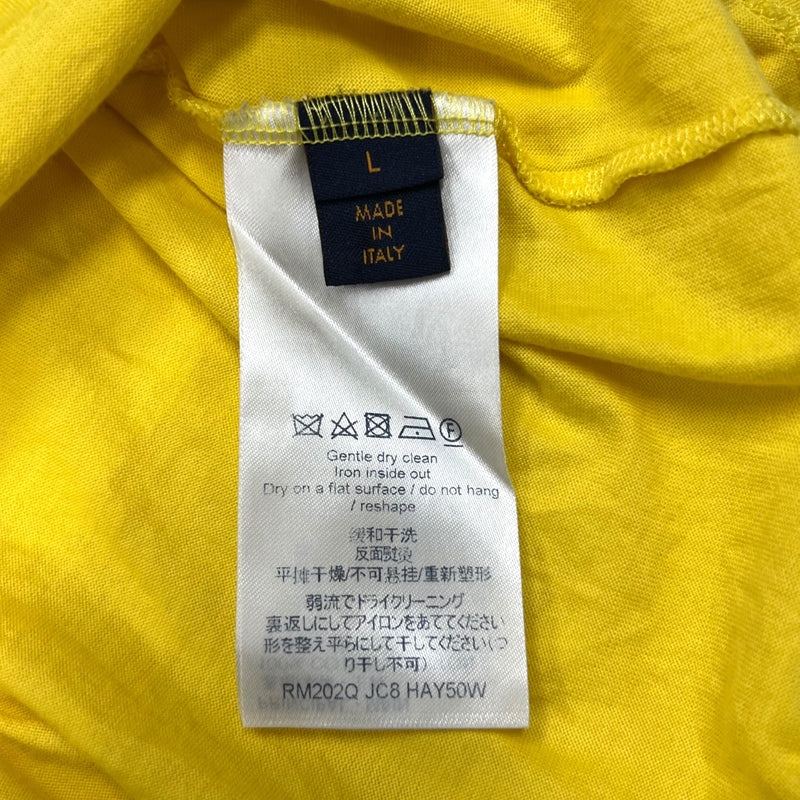 L
MADE
IN
ITALY
F
Gentle dry clean
Iron inside out
Dry on a flat surface / do not hang
/ reshape
缓和干洗
反面熨烫
平摊干燥/不可悬挂/重新塑形
弱流でドライクリーニング
裏返しにしてアイロンをあててください
形を整え平らにして干してください(つ
り干し不可)
RM202Q JC8 HAY50W